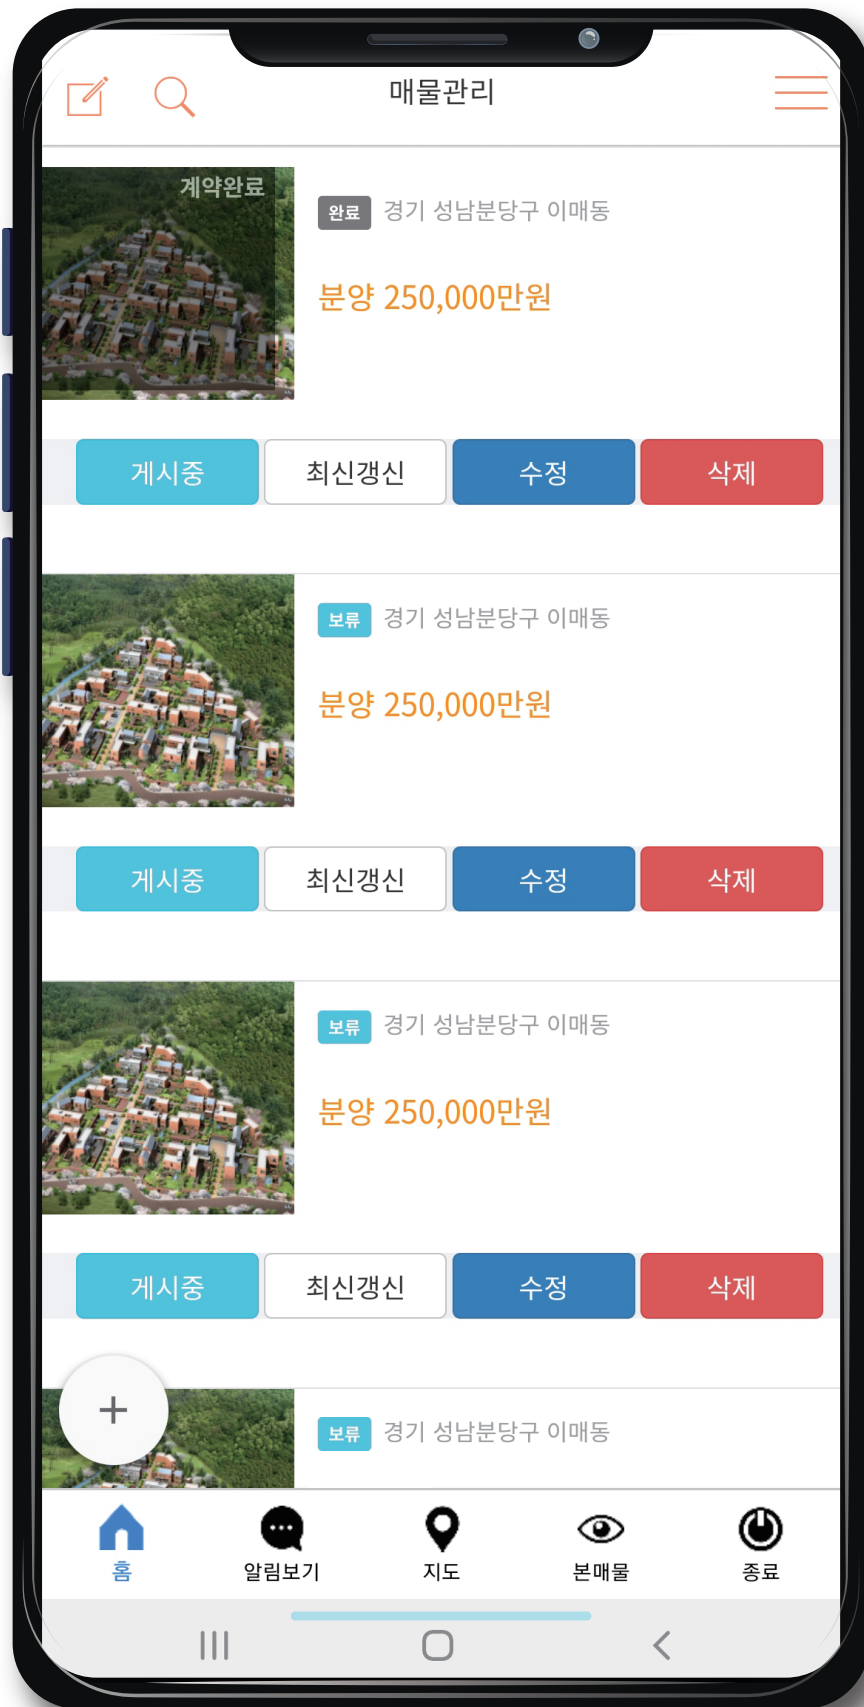 매물관리
계약완료
완료 경기 성남분당구 이매동
분양 250,000만원
게시중 최신갱신 수정 삭제
보류 경기 성남분당구 이매동
분양 250,000만원
게시중 최신갱신 수정 삭제
보류 경기 성남분당구 이매동
분양 250,000만원
게시중 최신갱신 수정 삭제
+
보류 경기 성남분당구 이매동
홈 알림보기 지도 본매물 종료